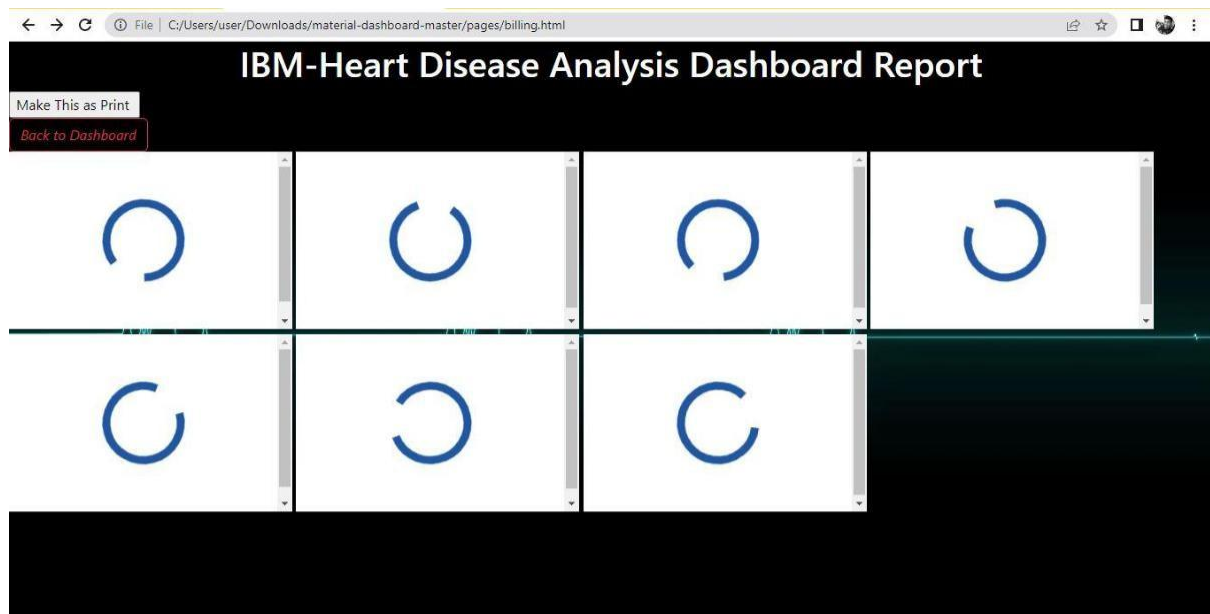 File | C:/Users/user/Downloads/material-dashboard-master/pages/billing.html
IBM-Heart Disease Analysis Dashboard Report
Make This as Print
Back to Dashboard